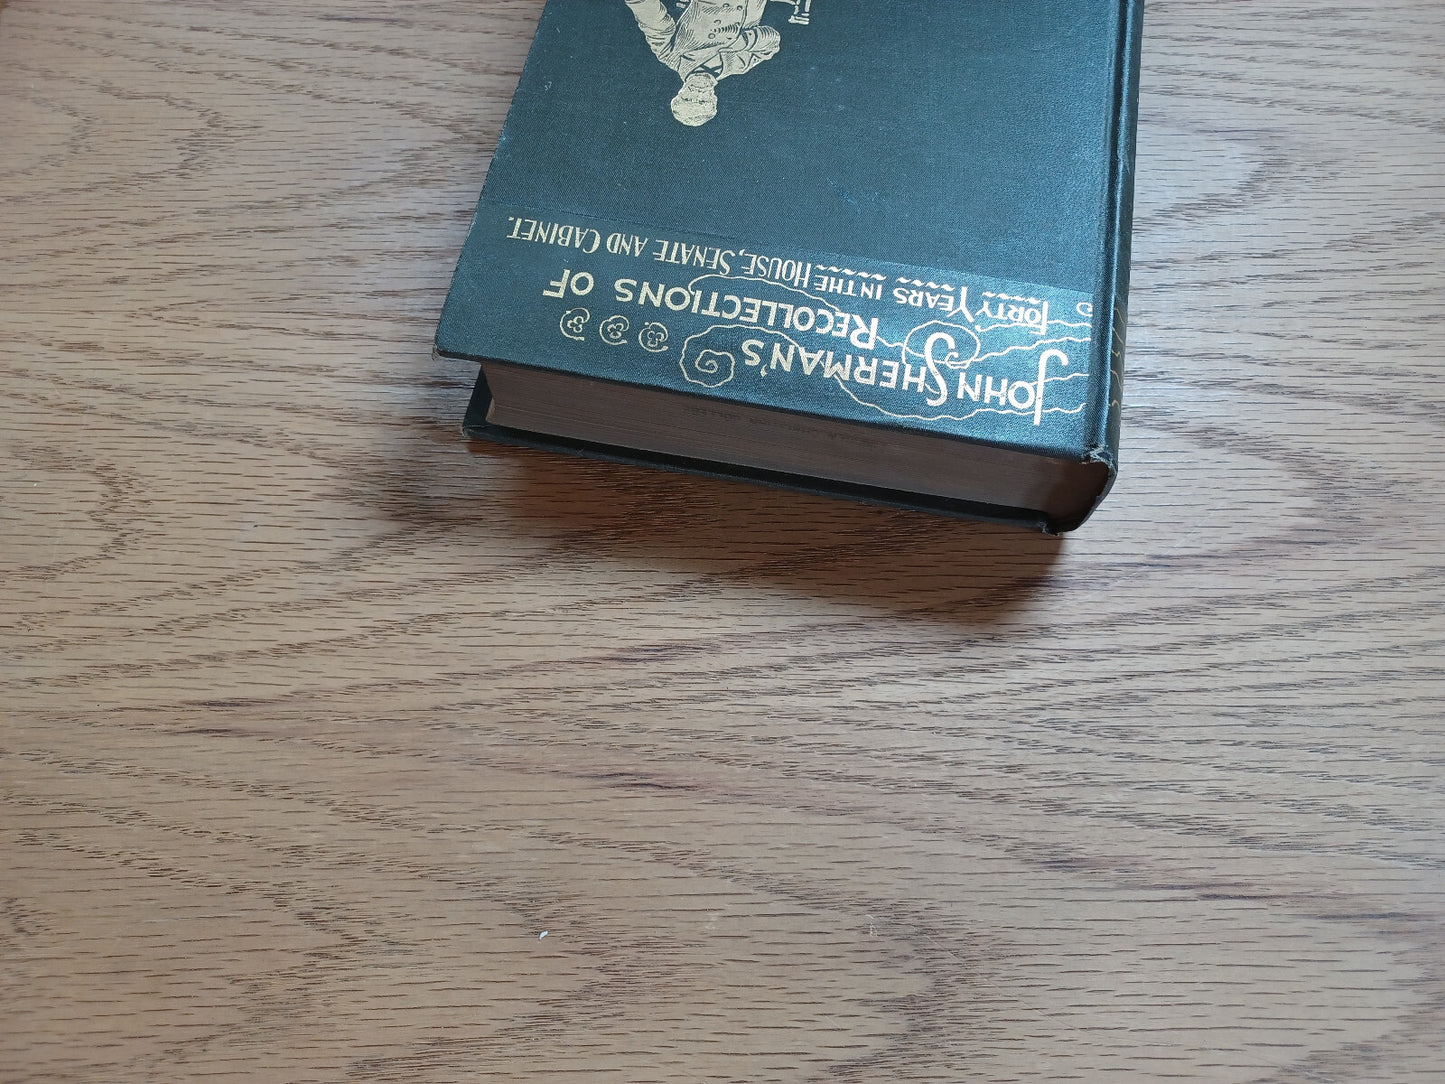 JOHN SHERMAN'S
RECOLLECTIONS OF
FORTY YEARS IN THE HOUSE, SENATE AND CABINET.